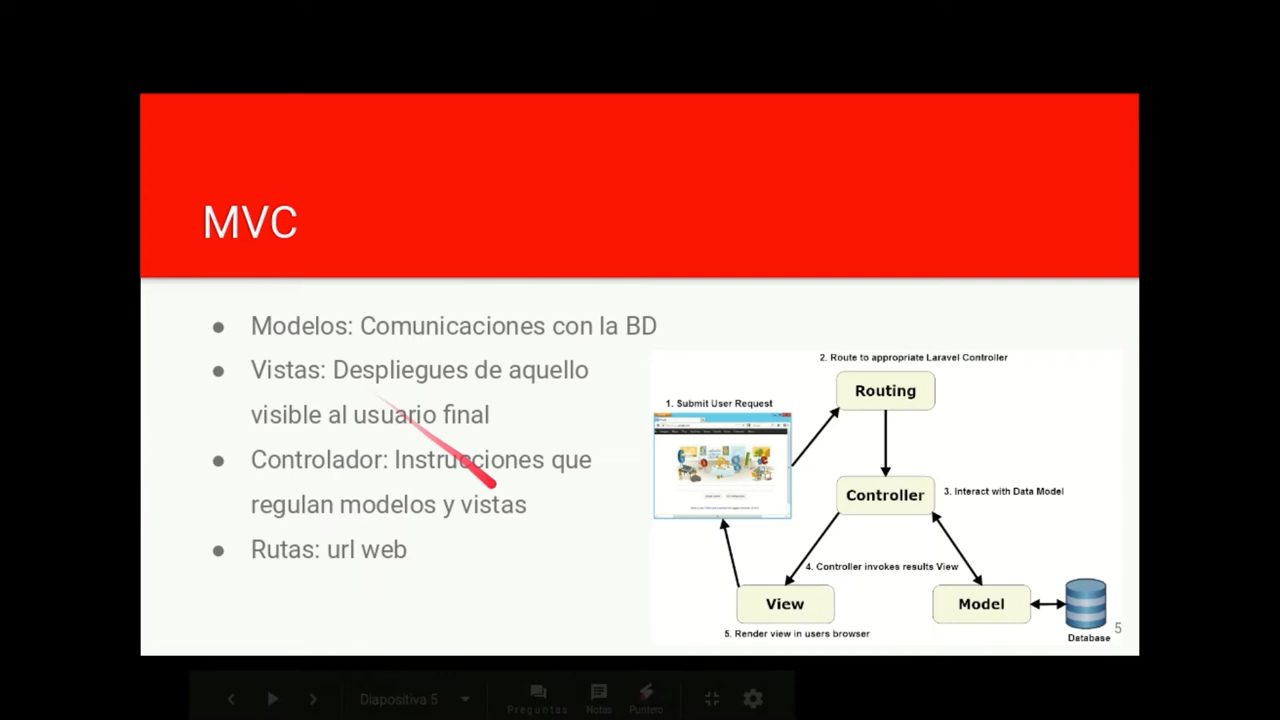 MVC
● Modelos: Comunicaciones con la BD
● Vistas: Despliegues de aquello
visible al usuario final
● Controlador: Instrucciones que
regulan modelos y vistas
● Rutas: url web
2. Route to appropriate Laravel Controller
Routing
1. Submit User Request
Controller
3. Interact with Data Model
4. Controller invokes results View
View
Model
5. Render view in users browser
Database
5
Diapositiva 5
Preguntas
Notas
Puntero